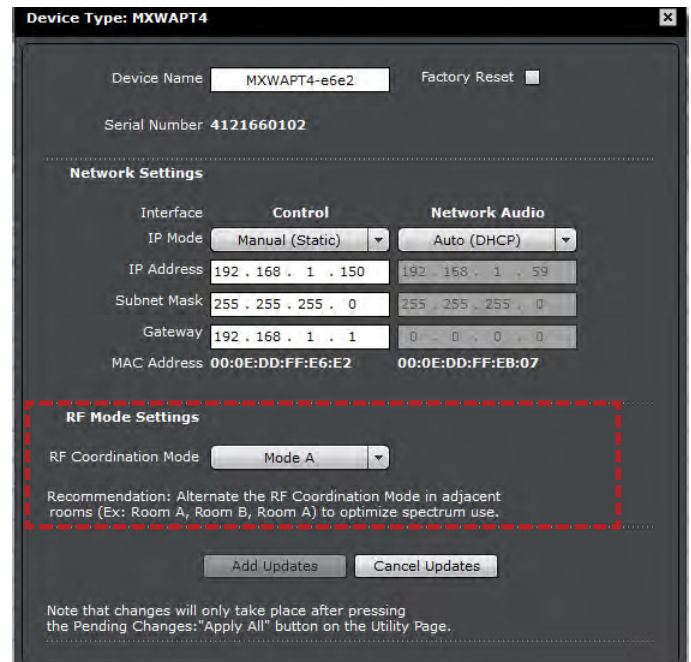 Device Type: MXWAPT4
Device Name MXWAPT4-e6e2 Factory Reset
Serial Number 4121660102
Network Settings
Interface Control Network Audio
IP Mode Manual (Static) Auto (DHCP)
IP Address 192 . 168 . 1 . 150 192 . 168 . 1 . 59
Subnet Mask 255 . 255 . 255 . 0 255 . 255 . 255 . 0
Gateway 192 . 168 . 1 . 1 0 . 0 . 0 . 0
MAC Address 00:0E:DD:FF:E6:E2 00:0E:DD:FF:EB:07
RF Mode Settings
RF Coordination Mode Mode A
Recommendation: Alternate the RF Coordination Mode in adjacent
rooms (Ex: Room A, Room B, Room A) to optimize spectrum use.
Add Updates Cancel Updates
Note that changes will only take place after pressing
the Pending Changes:"Apply All" button on the Utility Page.